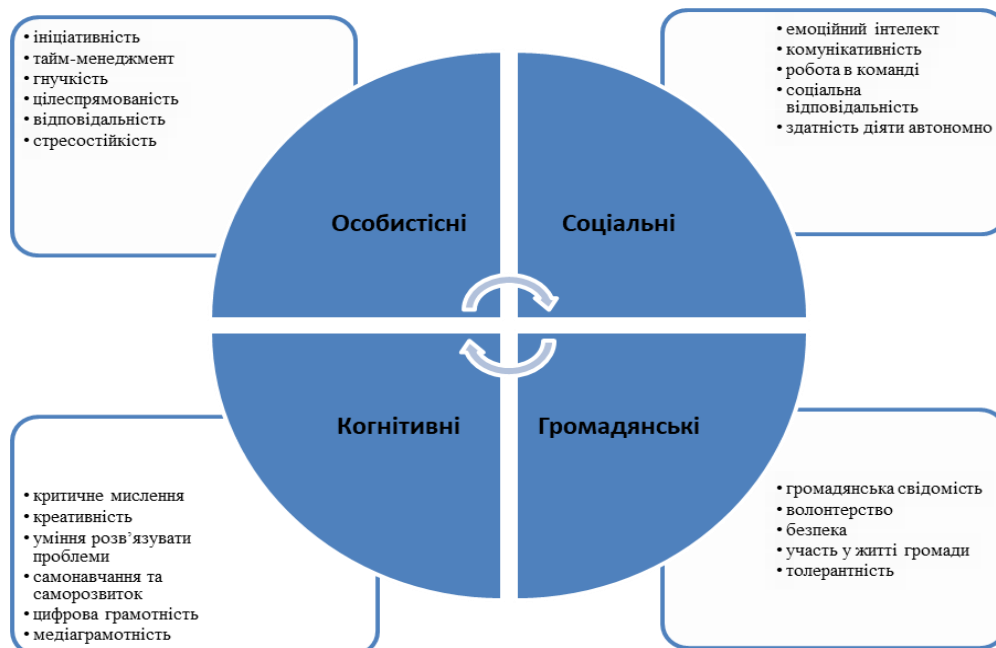 • ініціативність
• тайм-менеджмент
• гнучкість
• цілеспрямованість
• відповідальність
• стресостійкість
• емоційний інтелект
• комунікативність
• робота в команді
• соціальна
відповідальність
• здатність діяти автономно
Особистісні
Соціальні
Когнітивні
Громадянські
• критичне мислення
• креативність
• уміння розв’язувати
проблеми
• самонавчання та
саморозвиток
• цифрова грамотність
• медіаграмотність
• громадянська свідомість
• волонтерство
• безпека
• участь у житті громади
• толерантність